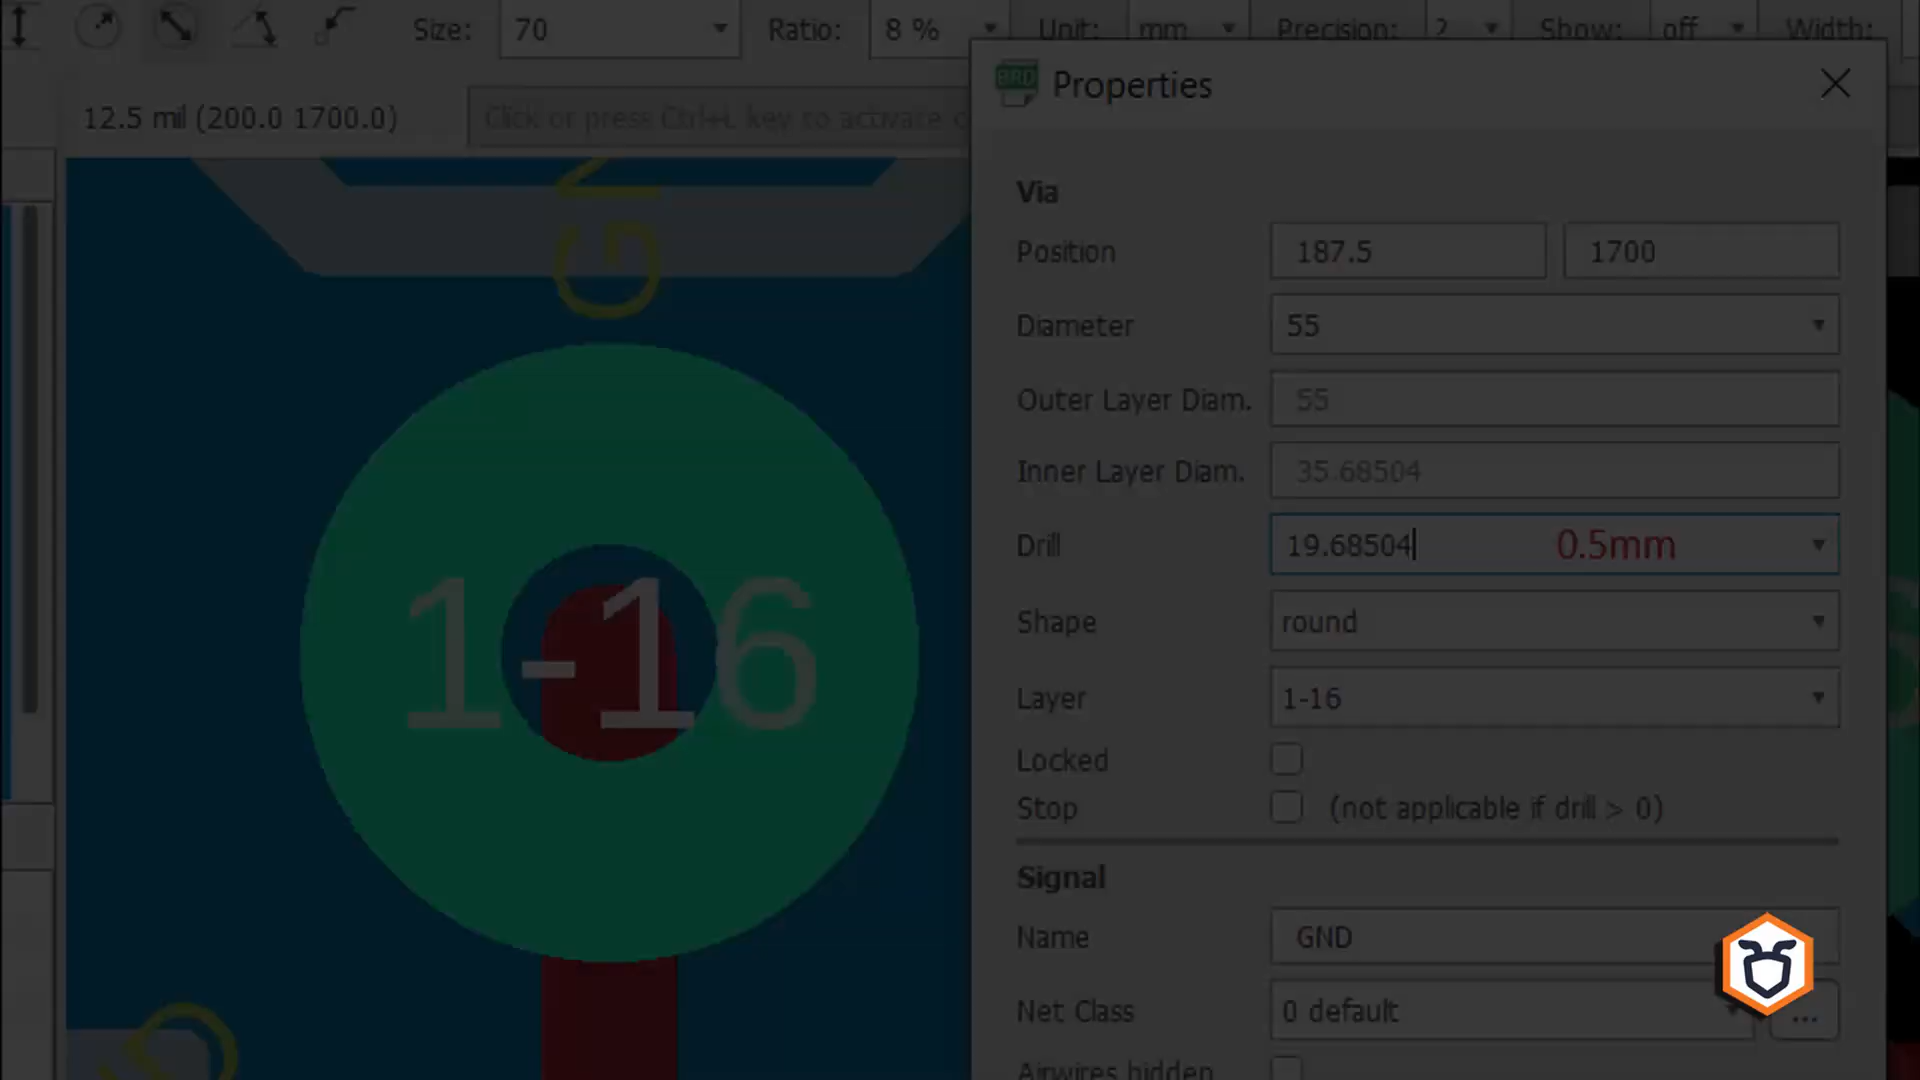 Size: 70 Ratio: 8 % Unit: mm Precision: 2 Show: off Width:
BRD Properties
12.5 mil (200.0 1700.0) Click or press Ctrl+L key to activate
Via
Position 187.5 1700
Diameter 55
Outer Layer Diam. 55
Inner Layer Diam. 35.68504
Drill 19.68504 0.5mm
Shape round
Layer 1-16
Locked
Stop (not applicable if drill > 0)
Signal
Name GND
Net Class 0 default ...
Airwires hidden
GN
1-16